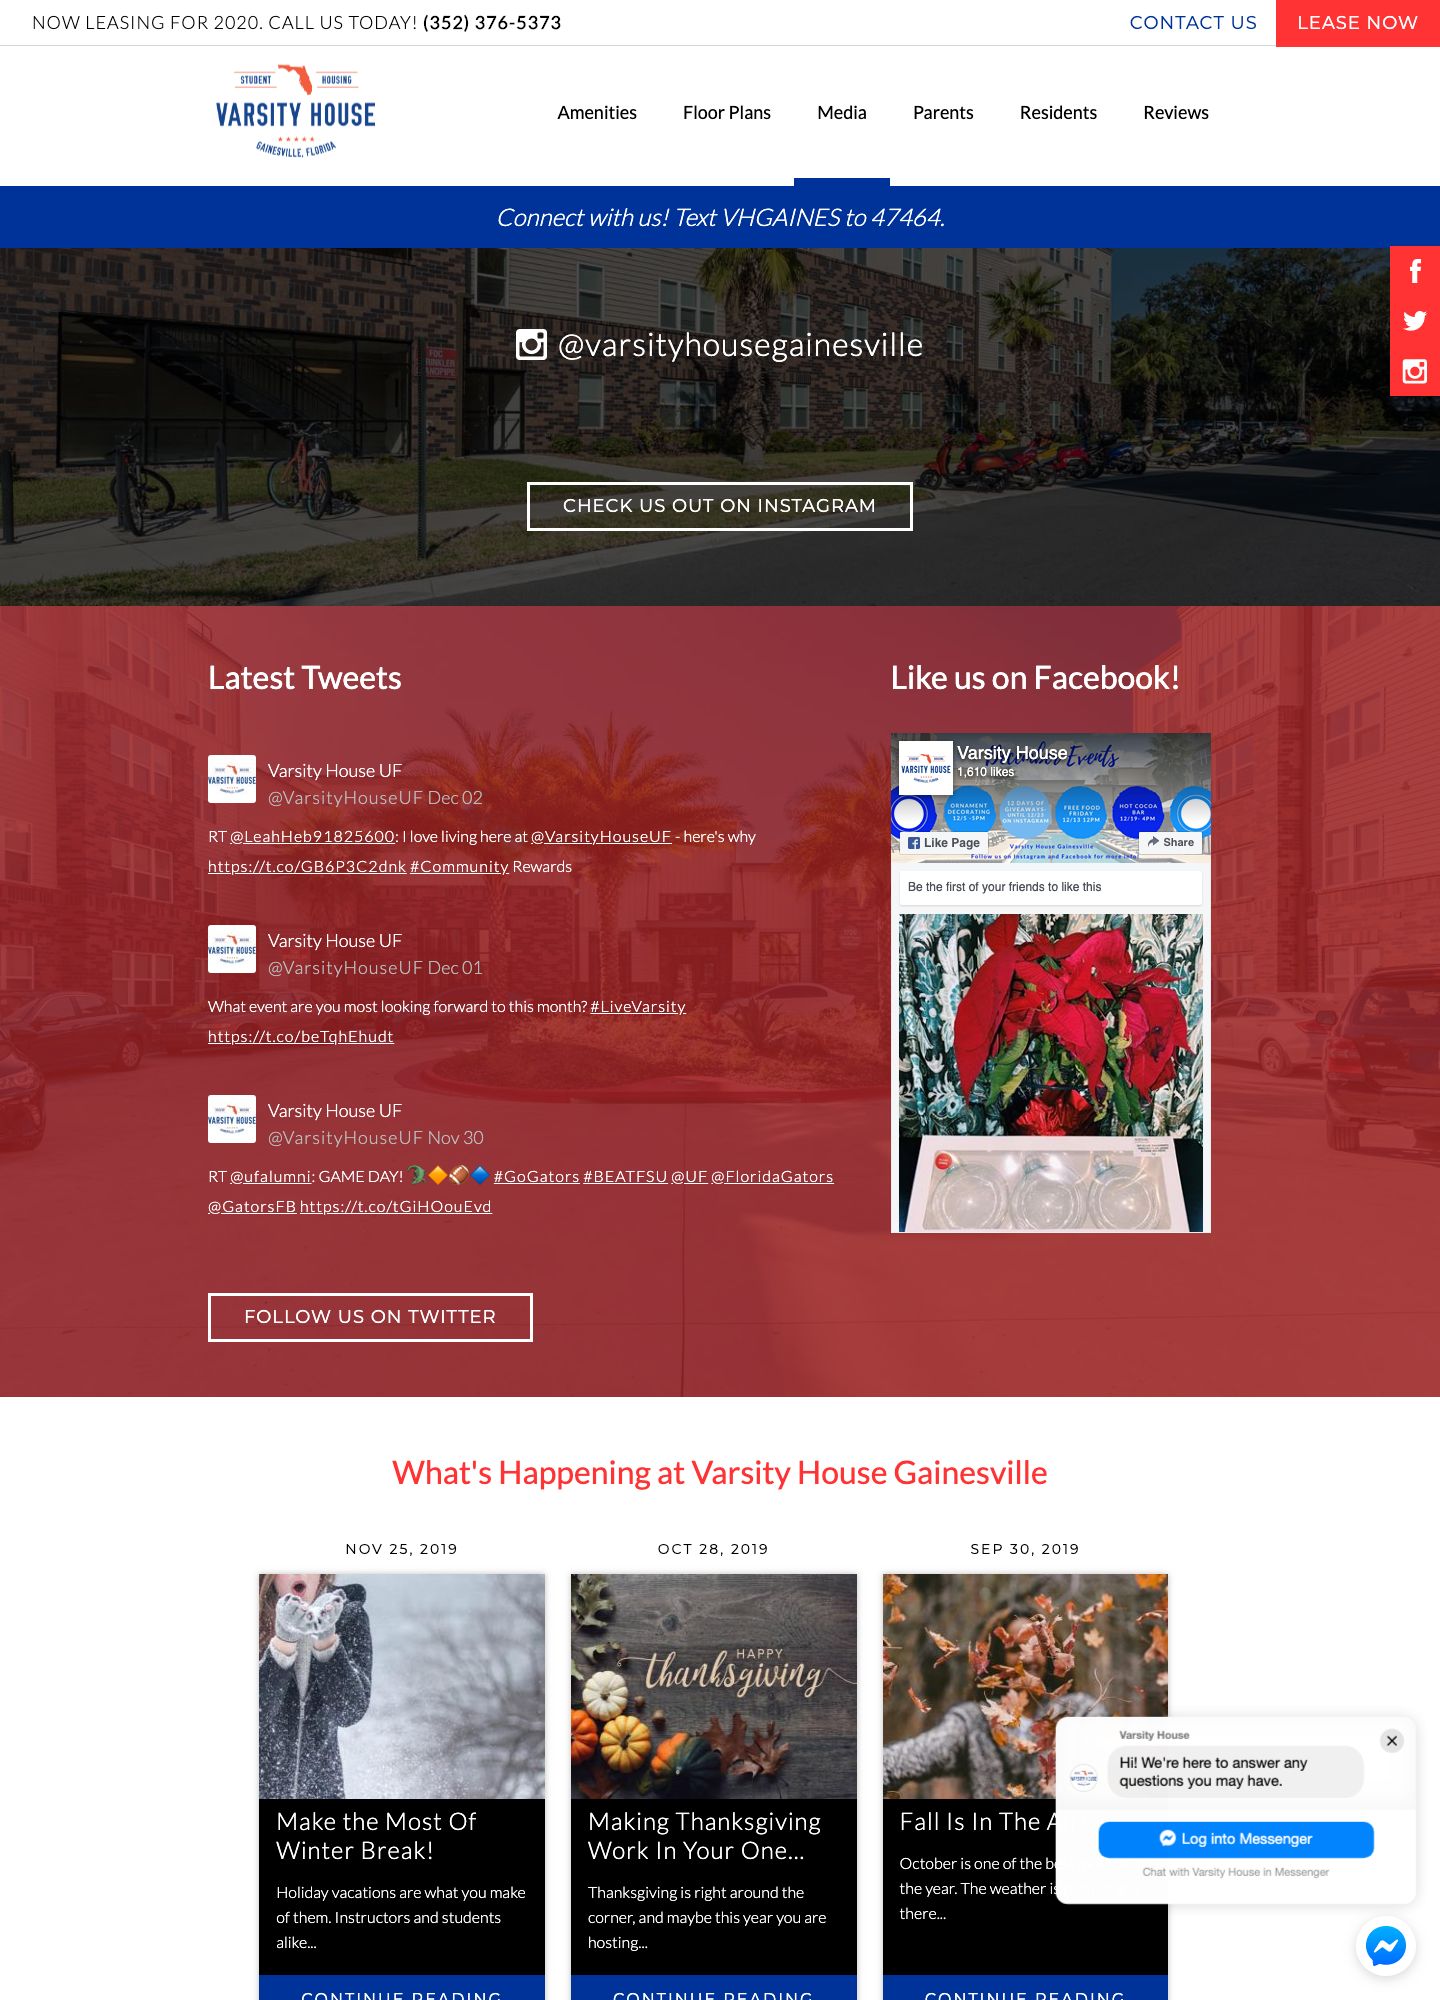 NOW LEASING FOR 2020. CALL US TODAY! (352) 376-5373
CONTACT US
LEASE NOW
STUDENT HOUSING
VARSITY HOUSE
GAINESVILLE, FLORIDA
Amenities
Floor Plans
Media
Parents
Residents
Reviews
Connect with us! Text VHGAINES to 47464.
@varsityhousegainesville
CHECK US OUT ON INSTAGRAM
Latest Tweets
Varsity House UF
@VarsityHouseUF Dec 02
RT @LeahHeb91825600: I love living here at @VarsityHouseUF - here's why
https://t.co/GB6P3C2dnk #Community Rewards
Varsity House UF
@VarsityHouseUF Dec 01
What event are you most looking forward to this month? #LiveVarsity
https://t.co/beTqhEhudt
Varsity House UF
@VarsityHouseUF Nov 30
RT @ufalumni: GAME DAY! 🐊🔶🏈🔷 #GoGators #BEATFSU @UF @FloridaGators
@GatorsFB https://t.co/tGiHOouEvd
FOLLOW US ON TWITTER
Like us on Facebook!
VARSITY HOUSE
Varsity House
1,610 likes
Events
ORNAMENT
DECORATING
12/5 -5PM
12 DAYS OF
GIVEAWAYS-
UNTIL 12/23
ON INSTAGRAM
FREE FOOD
FRIDAY
12/13 12PM
HOT COCOA
BAR
12/19- 4PM
Like Page
Varsity House Gainesville
Share
Follow us on Instagram and Facebook for more info!
Be the first of your friends to like this
What's Happening at Varsity House Gainesville
NOV 25, 2019
Make the Most Of
Winter Break!
Holiday vacations are what you make
of them. Instructors and students
alike...
CONTINUE READING
OCT 28, 2019
HAPPY
thanksgiving
Making Thanksgiving
Work In Your One...
Thanksgiving is right around the
corner, and maybe this year you are
hosting...
CONTINUE READING
SEP 30, 2019
Fall Is In The
October is one of the
the year. The weather is
there...
CONTINUE READING
Varsity House
Hi! We're here to answer any
questions you may have.
Log into Messenger
Chat with Varsity House in Messenger